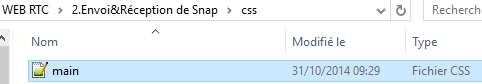 WEB RTC > 2.Envoi&Réception de Snap > css
Recherche
Nom Modifié le Type
main 31/10/2014 09:29 Fichier CSS